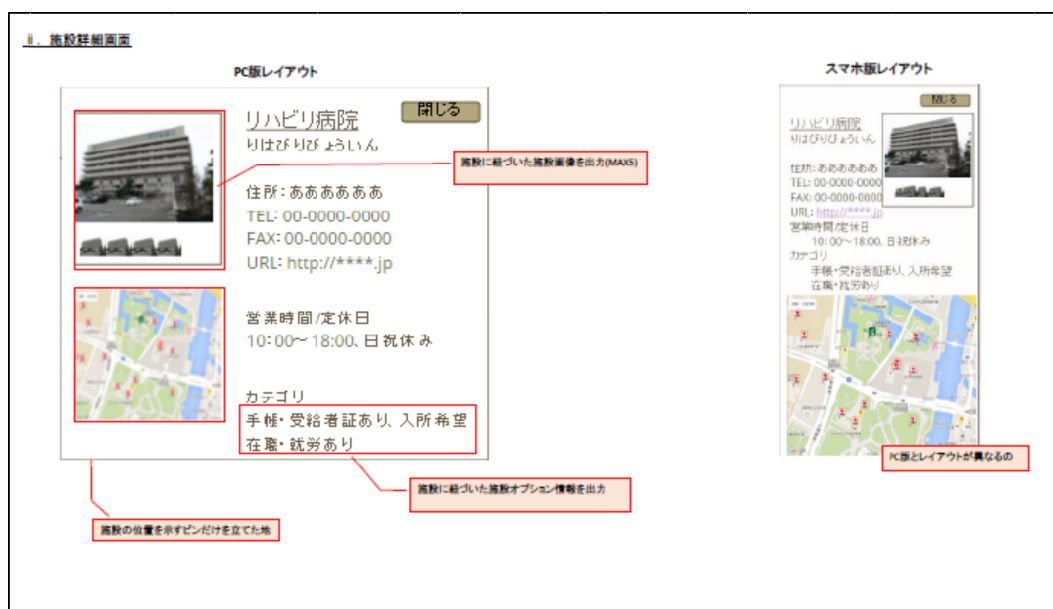 ⅱ．施設詳細画面
PC版レイアウト
閉じる
リハビリ病院
りはびりびょういん
住所：ああああああ
TEL: 00-0000-0000
FAX: 00-0000-0000
URL: http://****.jp
営業時間/定休日
10:00～18:00、日祝休み
カテゴリ
手帳・受給者証あり、入所希望
在職・就労あり
施設に紐づいた施設画像を出力(MAX5)
施設に紐づいた施設オプション情報を出力
施設の位置を示すピンだけを立てた地
スマホ版レイアウト
閉じる
リハビリ病院
りはびりびょういん
住所：ああああああ
TEL: 00-0000-0000
FAX: 00-0000-0000
URL: http://****.jp
営業時間/定休日
10:00～18:00、日祝休み
カテゴリ
手帳・受給者証あり、入所希望
在職・就労あり
PC版とレイアウトが異なるの